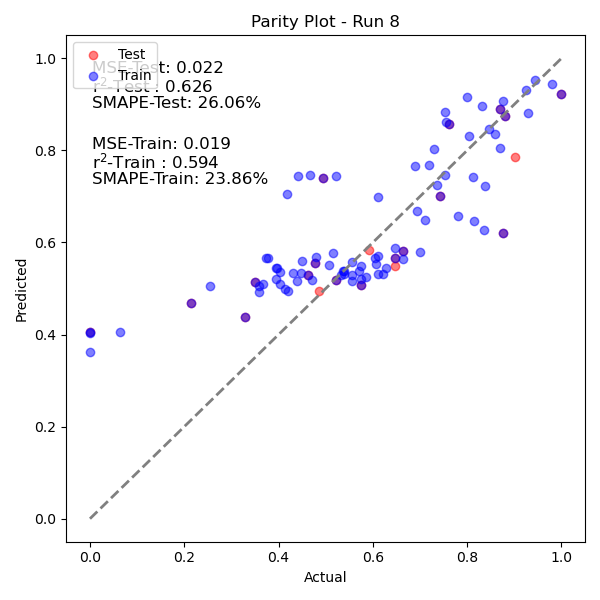 Parity Plot - Run 8
Test
Train
MSE-Test: 0.022
r²-Test : 0.626
SMAPE-Test: 26.06%
MSE-Train: 0.019
r²-Train : 0.594
SMAPE-Train: 23.86%
1.0
0.8
0.6
0.4
0.2
0.0
Predicted
0.0 0.2 0.4 0.6 0.8 1.0
Actual